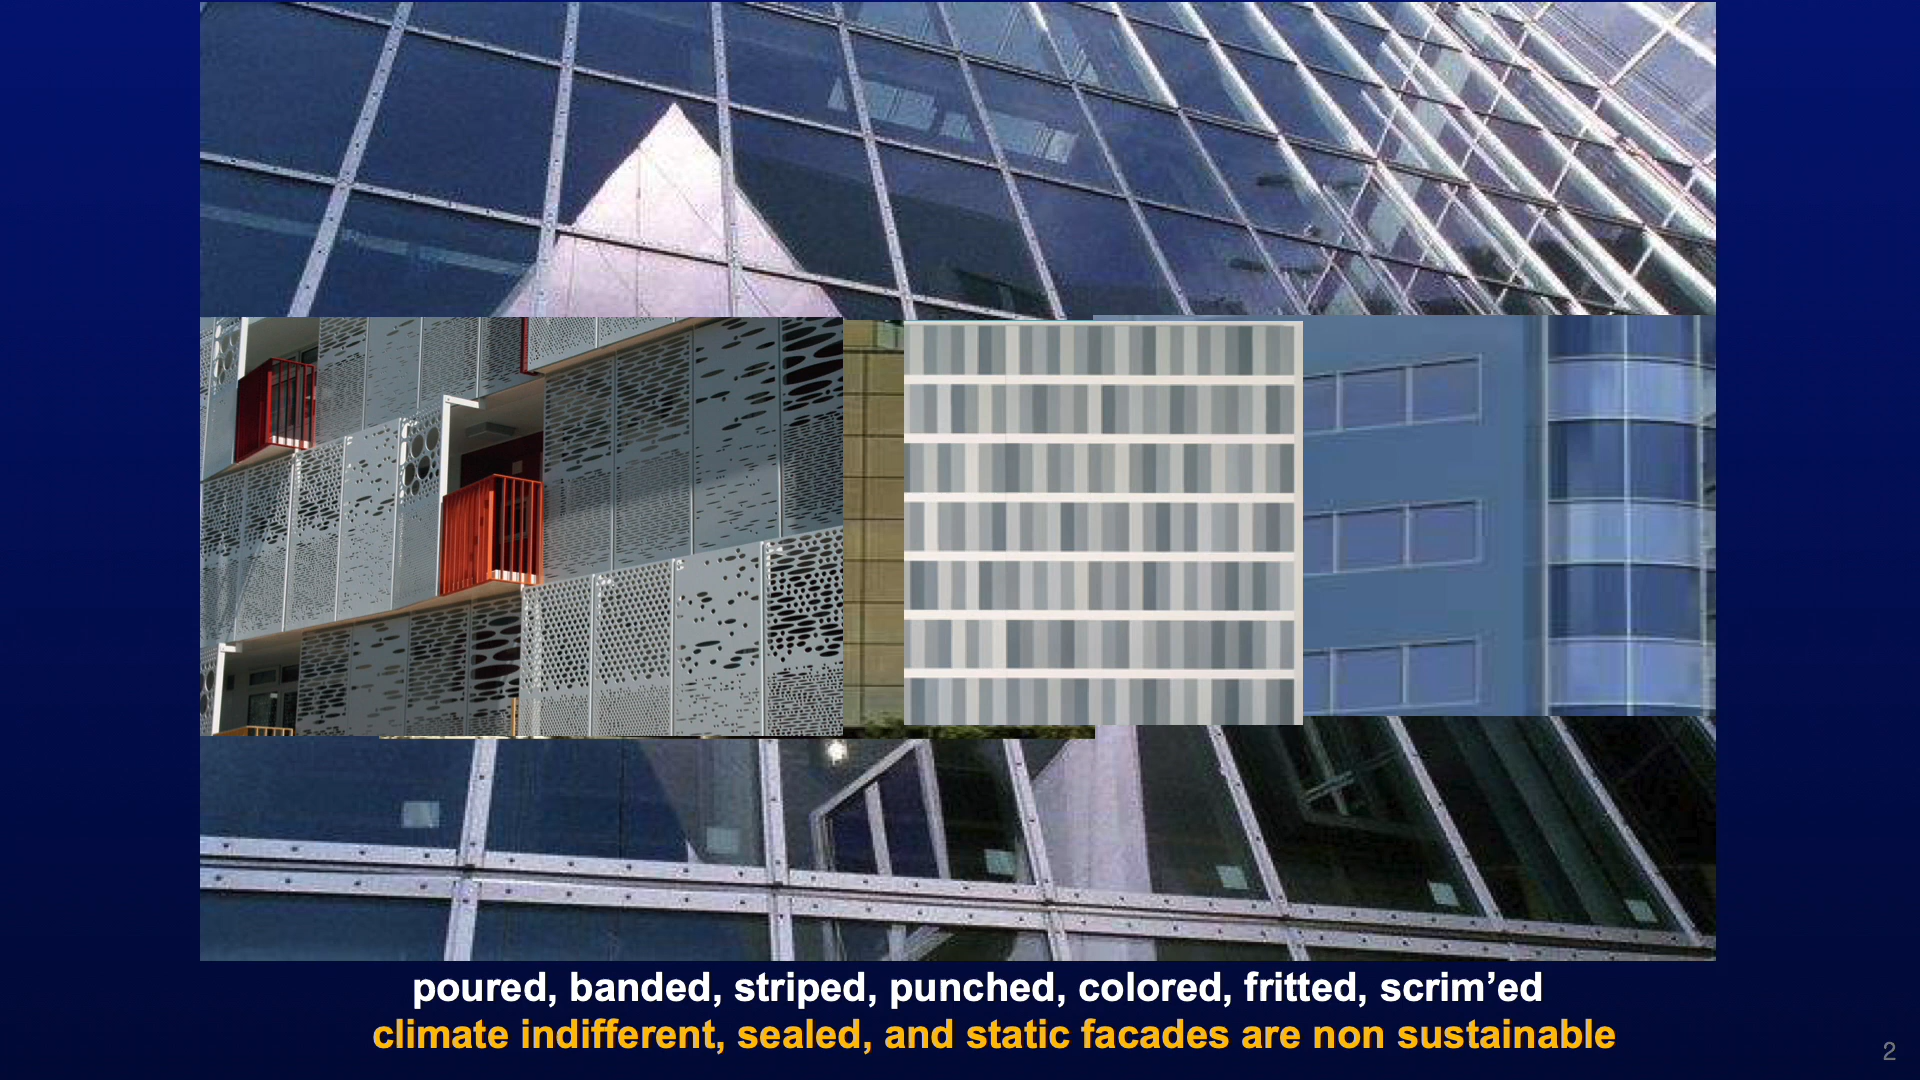 poured, banded, striped, punched, colored, fritted, scrim’ed
climate indifferent, sealed, and static facades are non sustainable
2